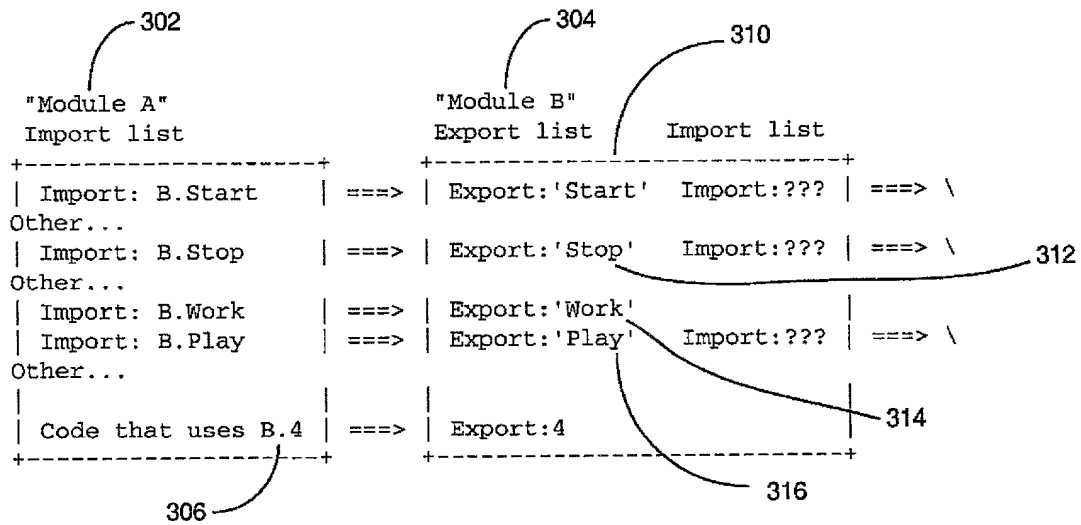 302 304 310
"Module A" "Module B"
Import list Export list Import list
+----------------------+ +-----------------------------+
| Import: B.Start | ===> | Export:'Start' Import:??? | ===> \
Other...
| Import: B.Stop | ===> | Export:'Stop' Import:??? | ===> \
312
Other...
| Import: B.Work | ===> | Export:'Work' |
| Import: B.Play | ===> | Export:'Play' Import:??? | ===> \
Other...
| | | |
314
| Code that uses B.4 | ===> | Export:4 |
+----------------------+ +-----------------------------+
306 316